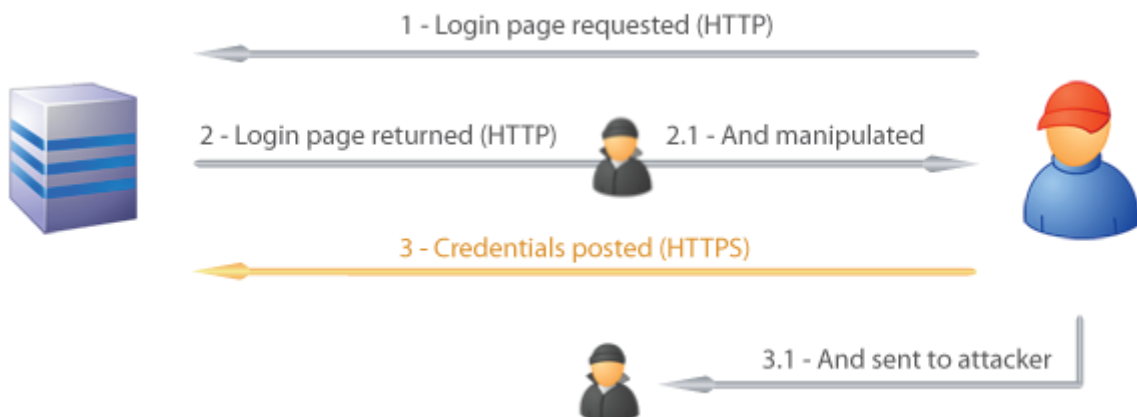 1 - Login page requested (HTTP)
2 - Login page returned (HTTP)
2.1 - And manipulated
3 - Credentials posted (HTTPS)
3.1 - And sent to attacker